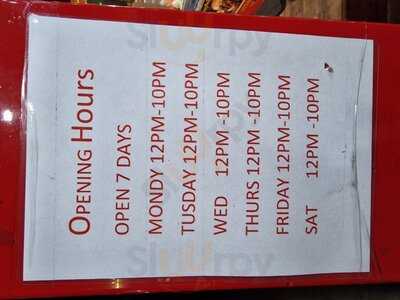 OPENING HOURS
OPEN 7 DAYS
MONDY 12PM-10PM
TUSDAY 12PM-10PM
WED 12PM -10PM
THURS 12PM -10PM
FRIDAY 12PM-10PM
SAT 12PM -10PM